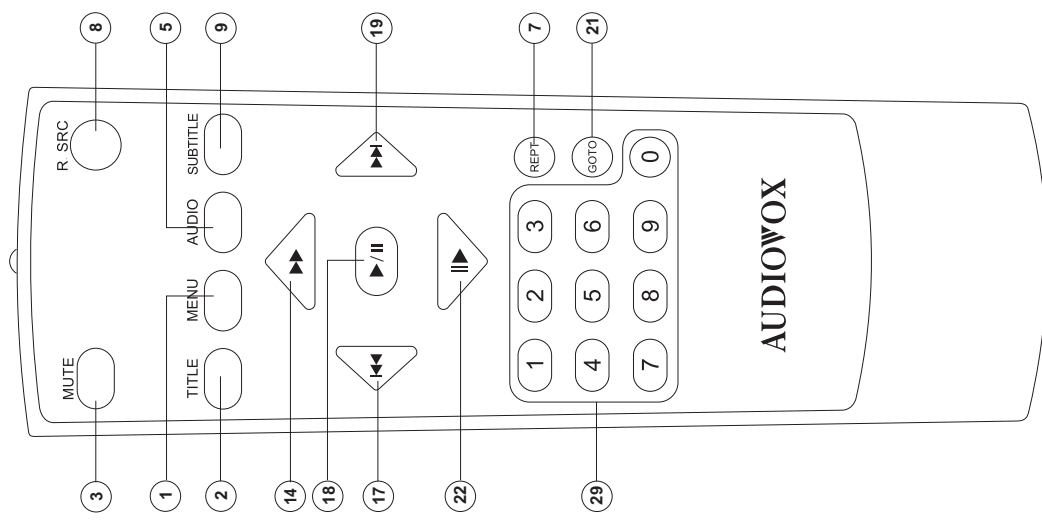 MUTE R. SRC
3 8
1 5
TITLE MENU AUDIO SUBTITLE
2 9
14
18
17 19
22
1 2 3 REPT 7
4 5 6 GOTO 21
29
7 8 9 0
AUDIOWOX